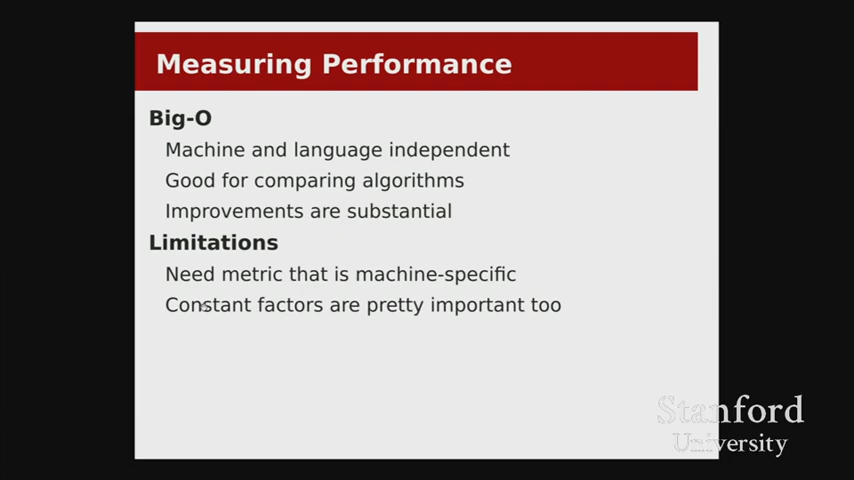 Measuring Performance
Big-O
Machine and language independent
Good for comparing algorithms
Improvements are substantial
Limitations
Need metric that is machine-specific
Constant factors are pretty important too
Stanford
University